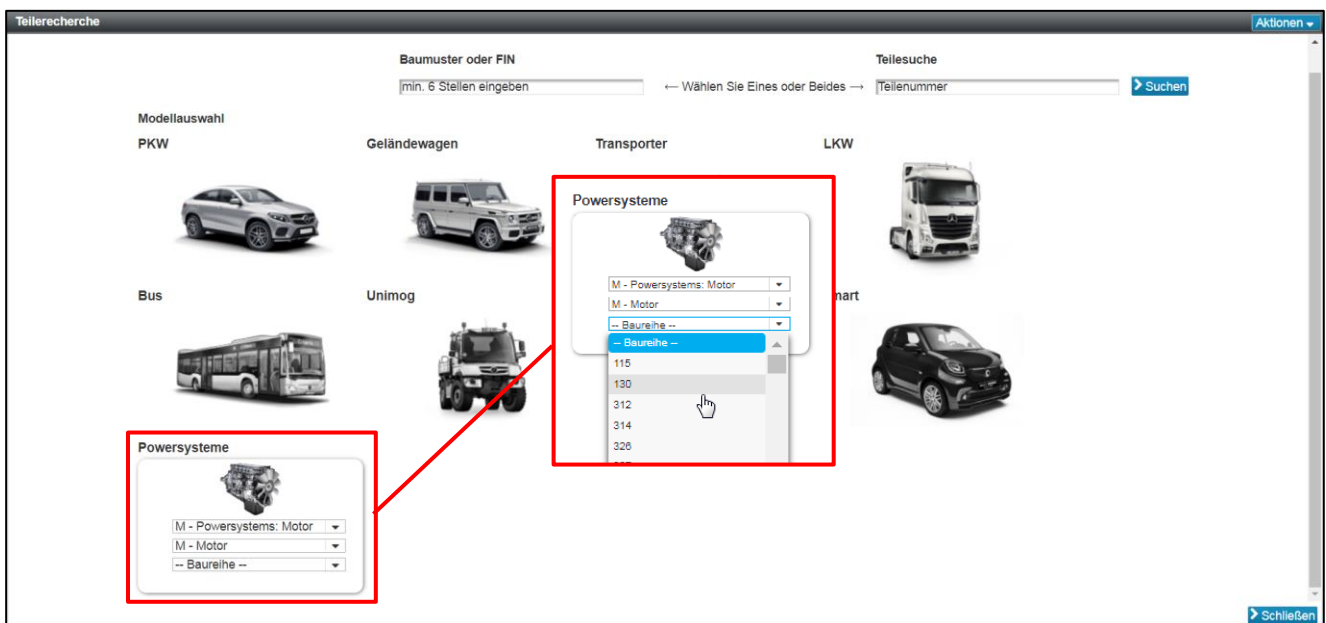 Teilerecherche
Aktionen
Baumuster oder FIN
Teilesuche
min. 6 Stellen eingeben
← Wählen Sie Eines oder Beides →
Teilenummer
Suchen
Modellauswahl
PKW
Geländewagen
Transporter
LKW
Powersysteme
M - Powersystems: Motor
M - Motor
-- Baureihe --
-- Baureihe --
115
130
312
314
326
Bus
Unimog
mart
Powersysteme
M - Powersystems: Motor
M - Motor
-- Baureihe --
Schließen